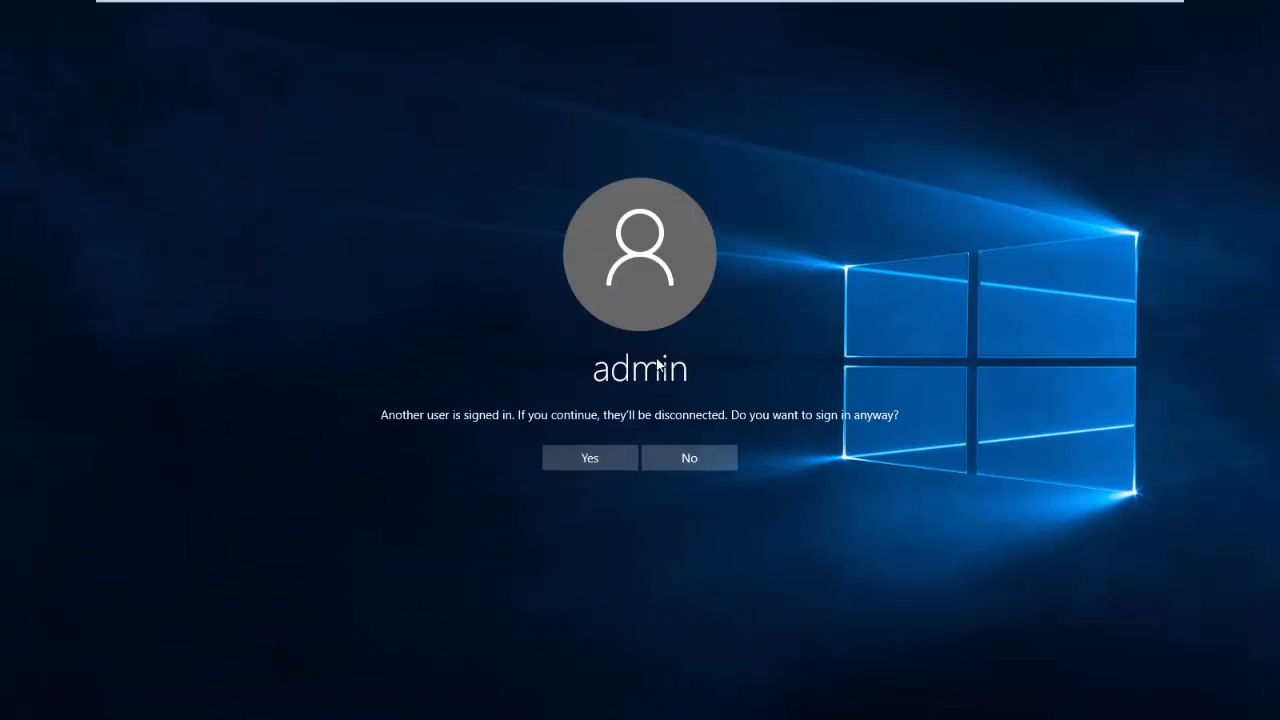 admin
Another user is signed in. If you continue, they'll be disconnected. Do you want to sign in anyway?
Yes
No